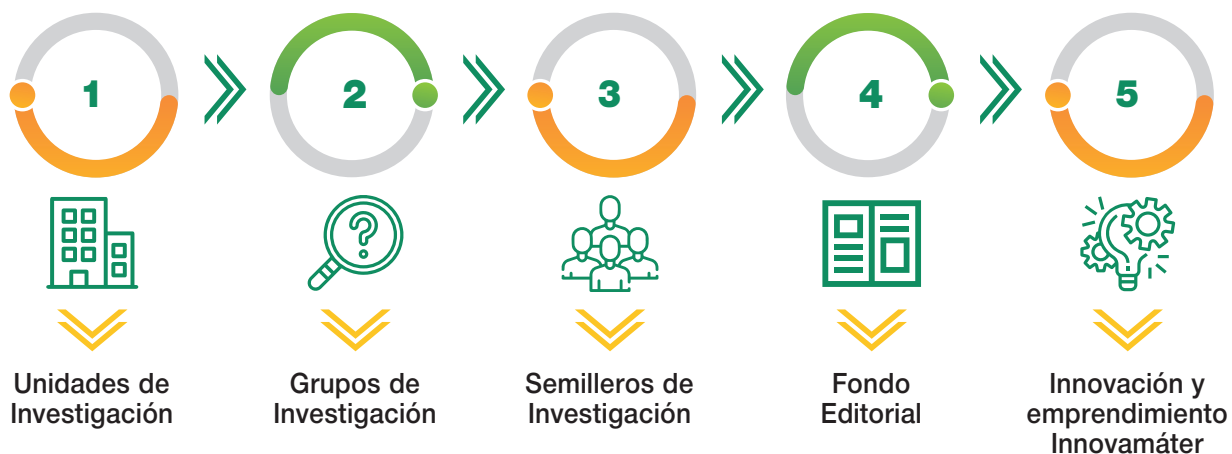 1
2
3
4
5
Unidades de
Investigación
Grupos de
Investigación
Semilleros de
Investigación
Fondo
Editorial
Innovación y
emprendimiento
Innovamáter